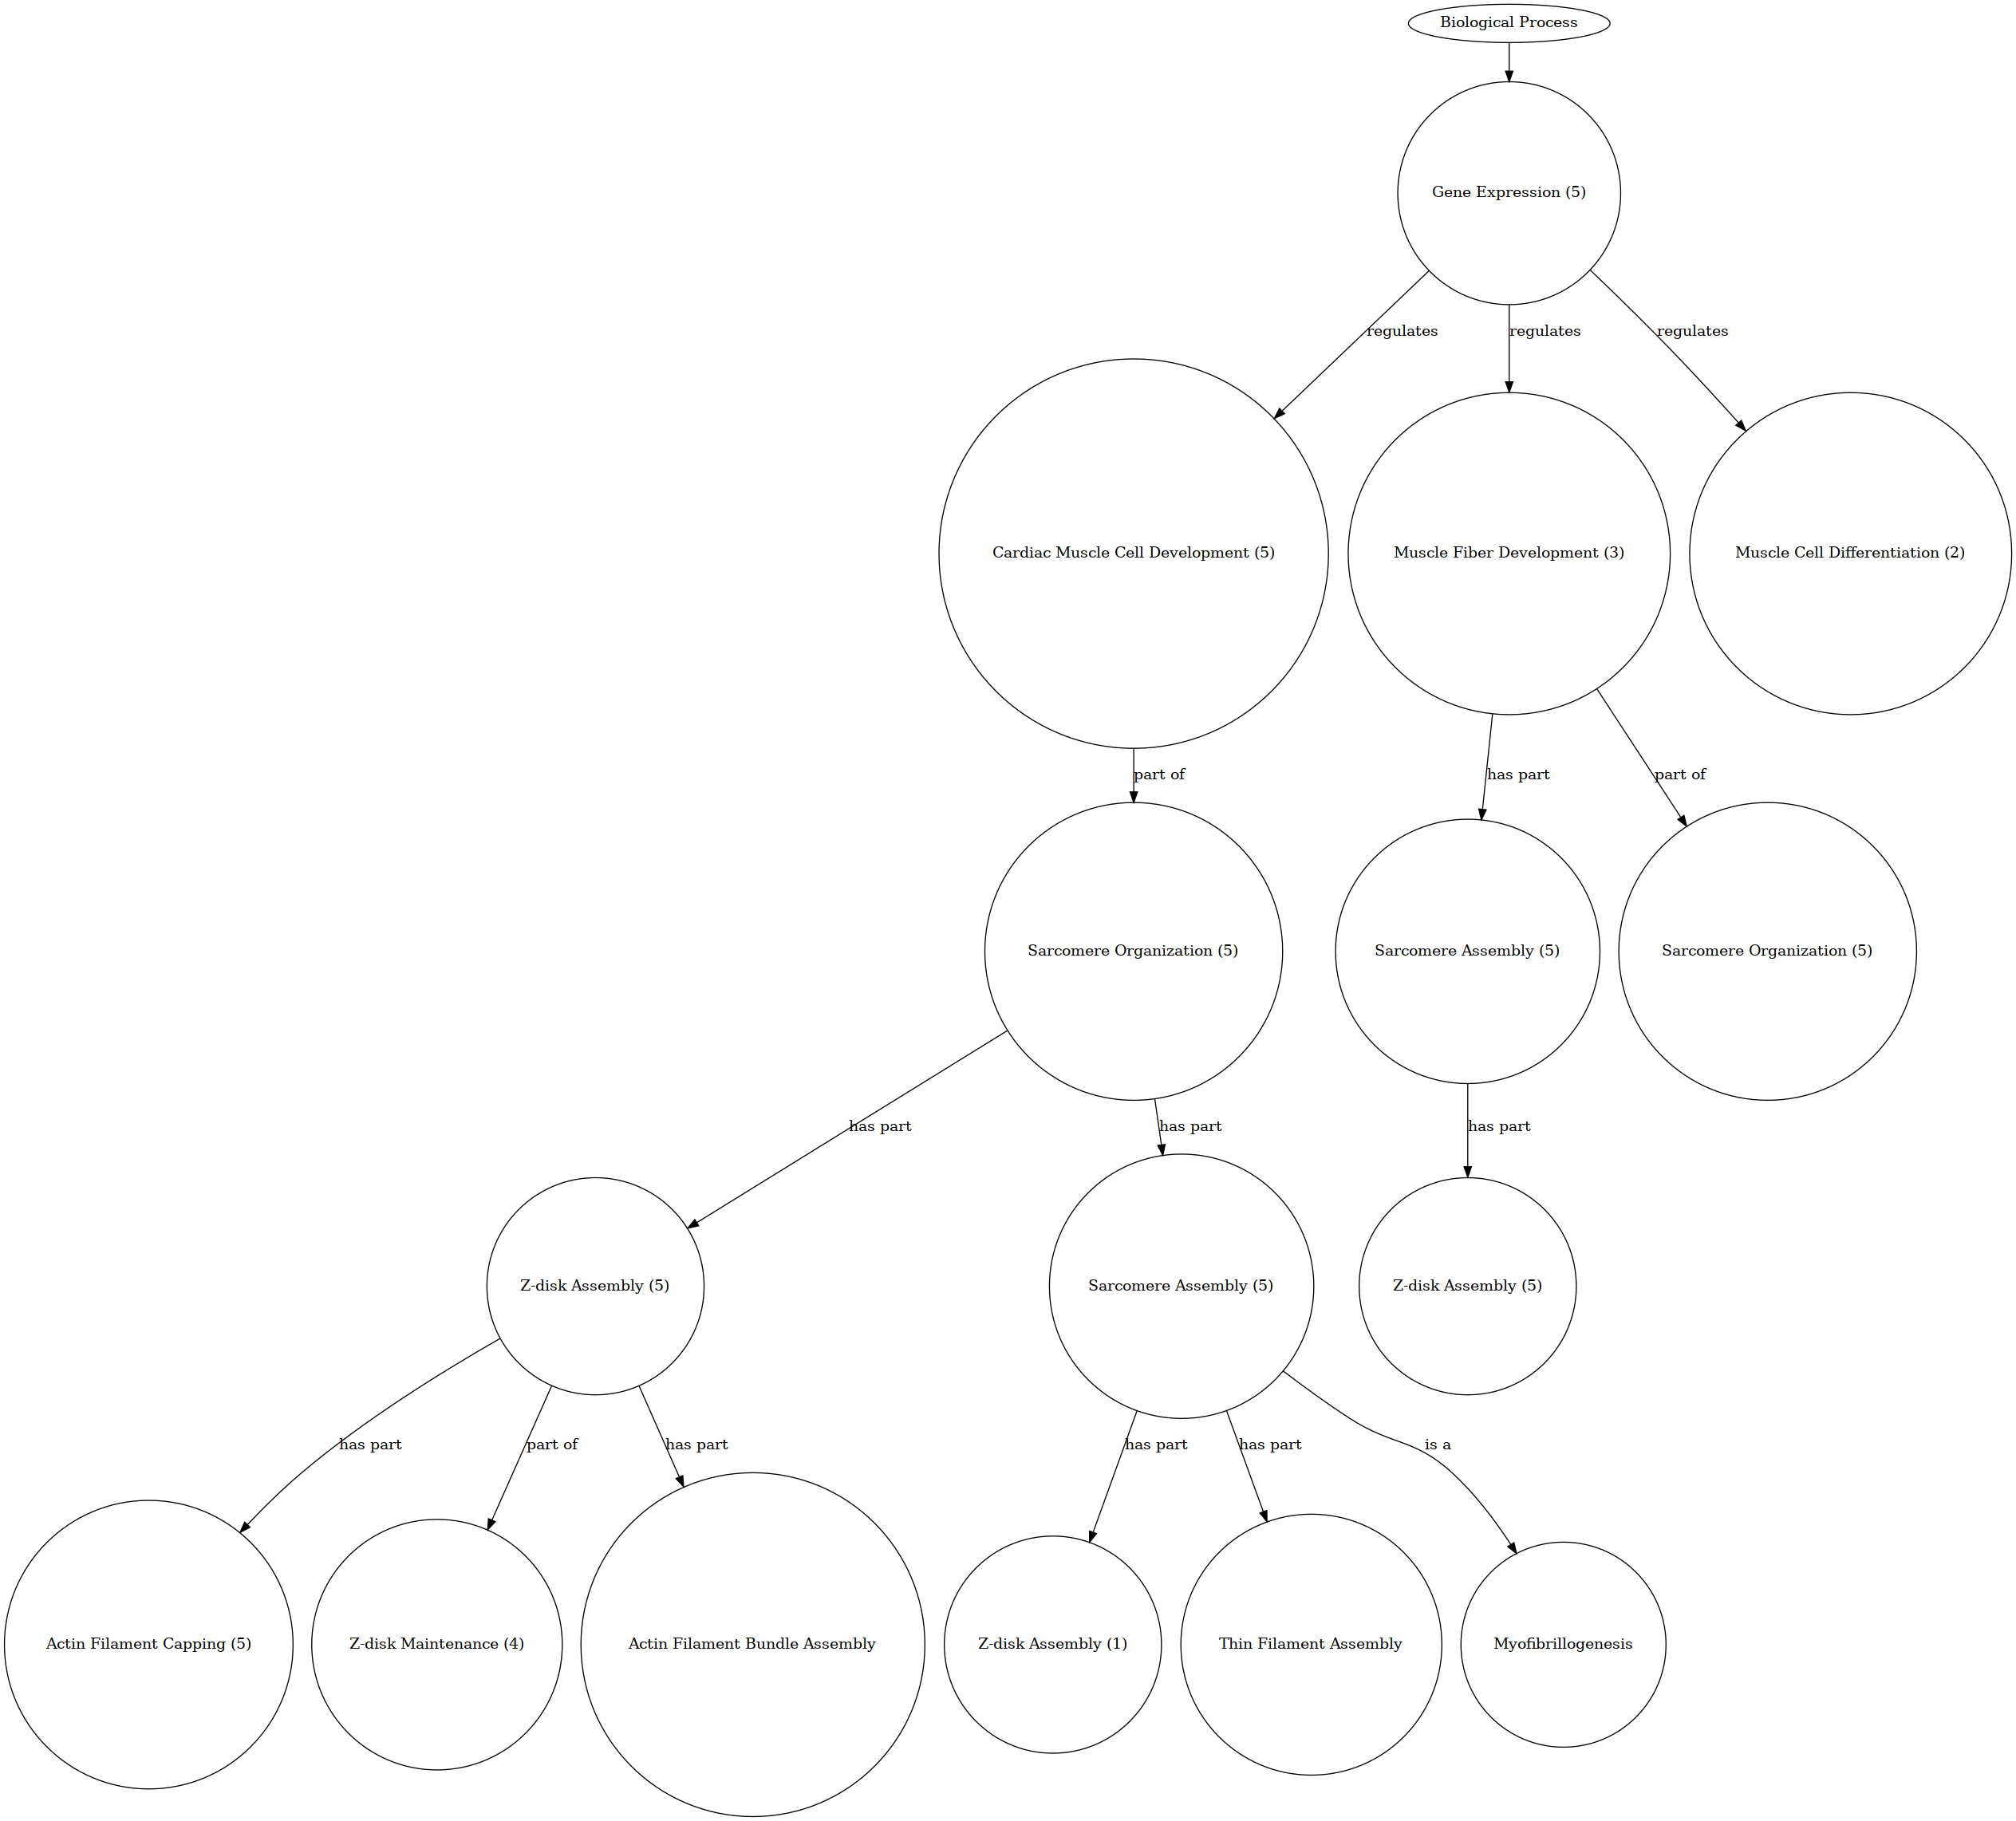 Biological Process
Gene Expression (5)
regulates
regulates
regulates
Cardiac Muscle Cell Development (5)
Muscle Fiber Development (3)
Muscle Cell Differentiation (2)
part of
has part
part of
Sarcomere Organization (5)
Sarcomere Assembly (5)
Sarcomere Organization (5)
has part
has part
has part
Z-disk Assembly (5)
Sarcomere Assembly (5)
Z-disk Assembly (5)
has part
part of
has part
has part
has part
is a
Actin Filament Capping (5)
Z-disk Maintenance (4)
Actin Filament Bundle Assembly
Z-disk Assembly (1)
Thin Filament Assembly
Myofibrillogenesis